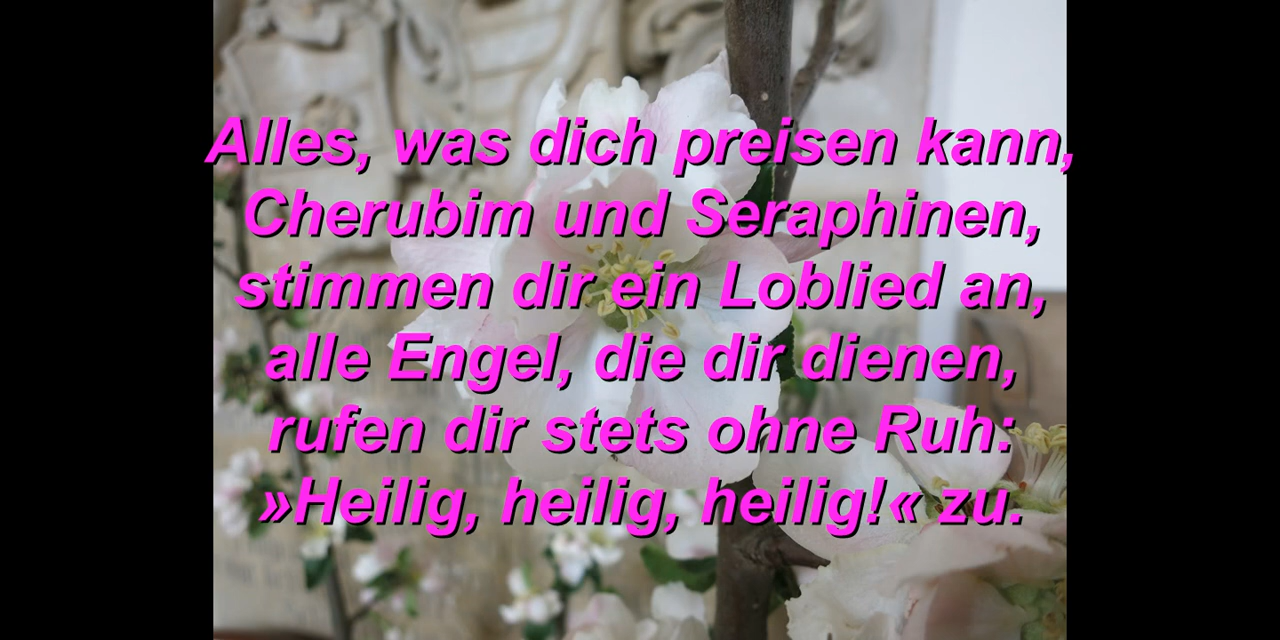 Alles, was dich preisen kann,
Cherubim und Seraphinen,
stimmen dir ein Loblied an,
alle Engel, die dir dienen,
rufen dir stets ohne Ruh:
»Heilig, heilig, heilig!« zu.